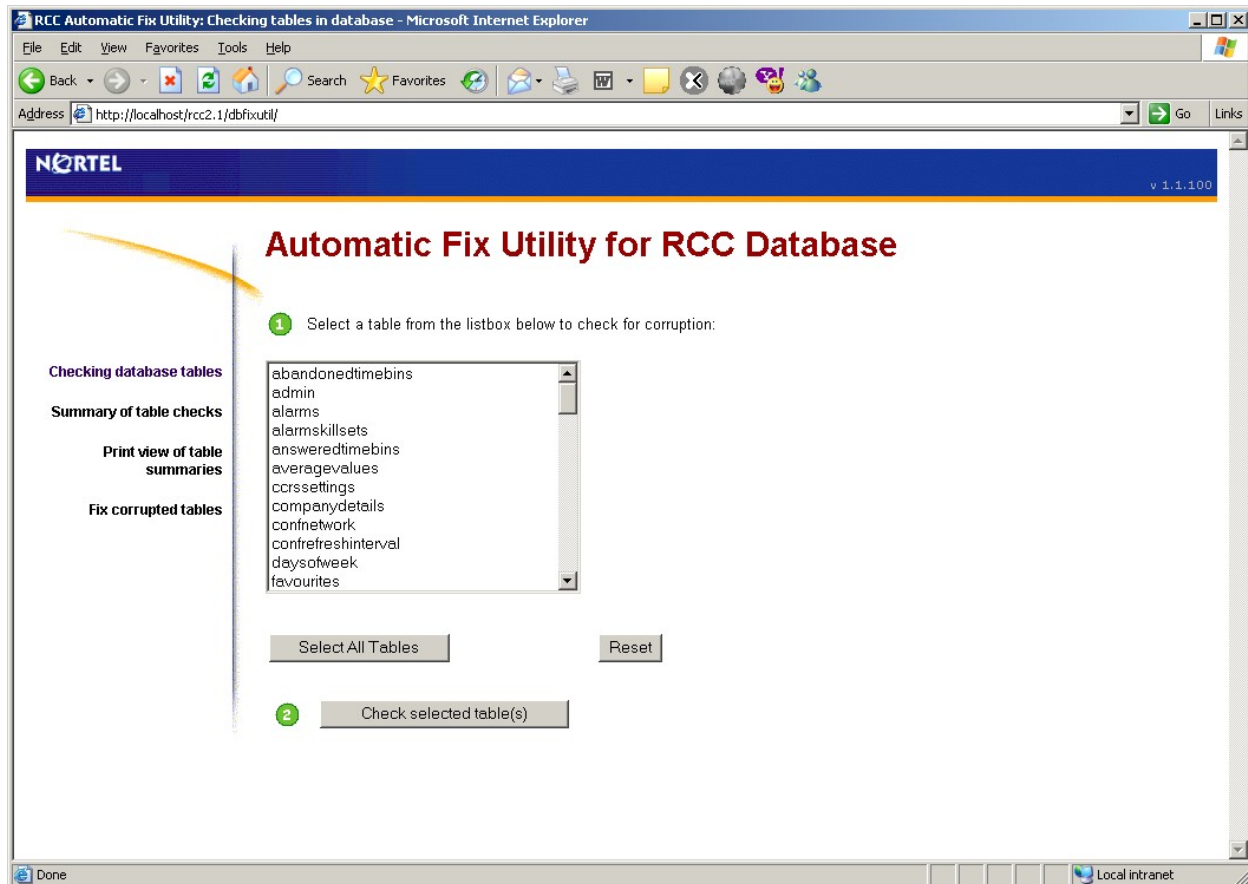 RCC Automatic Fix Utility: Checking tables in database - Microsoft Internet Explorer
File Edit View Favorites Tools Help
Back Search Favorites
Address http://localhost/rcc2.1/dbfixutil/ Go Links
NORTEL
v 1.1.100
Automatic Fix Utility for RCC Database
1 Select a table from the listbox below to check for corruption:
Checking database tables
Summary of table checks
Print view of table
summaries
Fix corrupted tables
abandonedtimebins
admin
alarms
alarmskillsets
answeredtimebins
averagevalues
ccrssettings
companydetails
confnetwork
confrefreshinterval
daysofweek
favourites
Select All Tables Reset
2 Check selected table(s)
Done Local intranet